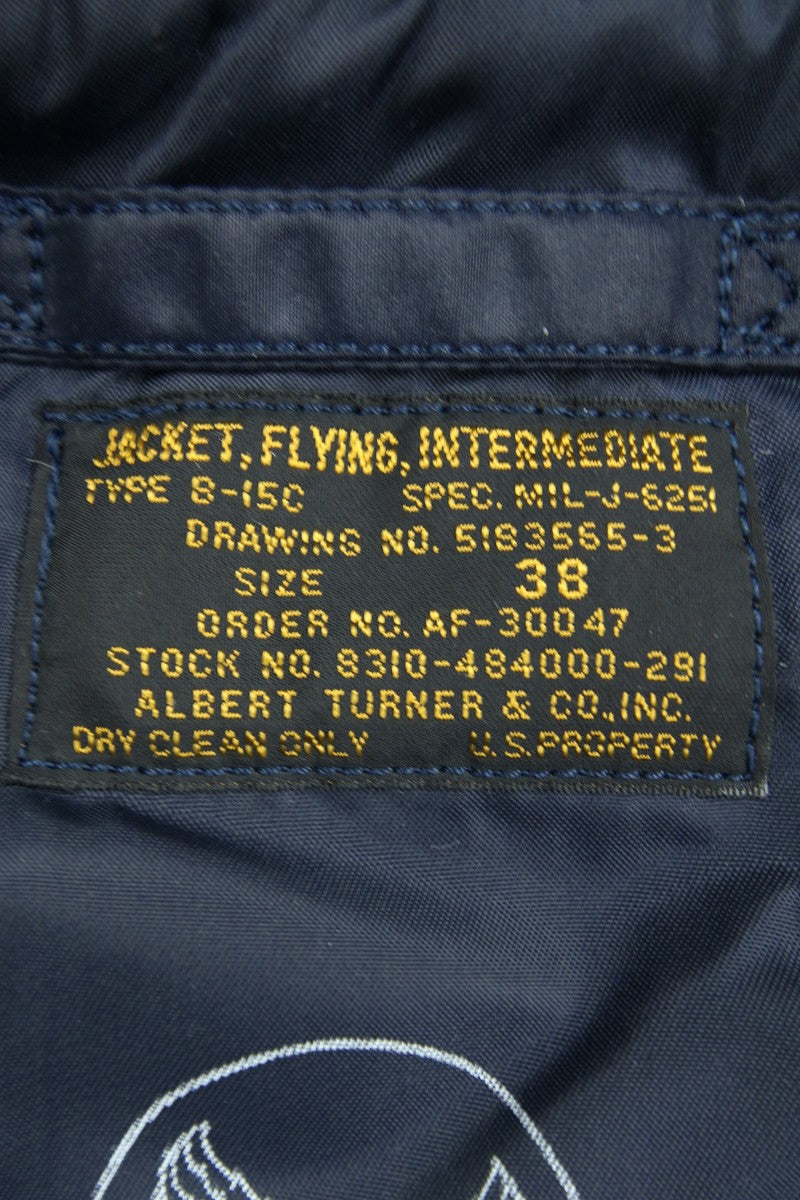 JACKET, FLYING, INTERMEDIATE
TYPE B-15C SPEC. MIL-J-6251
DRAWING NO. 5183565-3
SIZE 38
ORDER NO. AF-30047
STOCK NO. 8310-484000-291
ALBERT TURNER & CO., INC.
DRY CLEAN ONLY U.S. PROPERTY